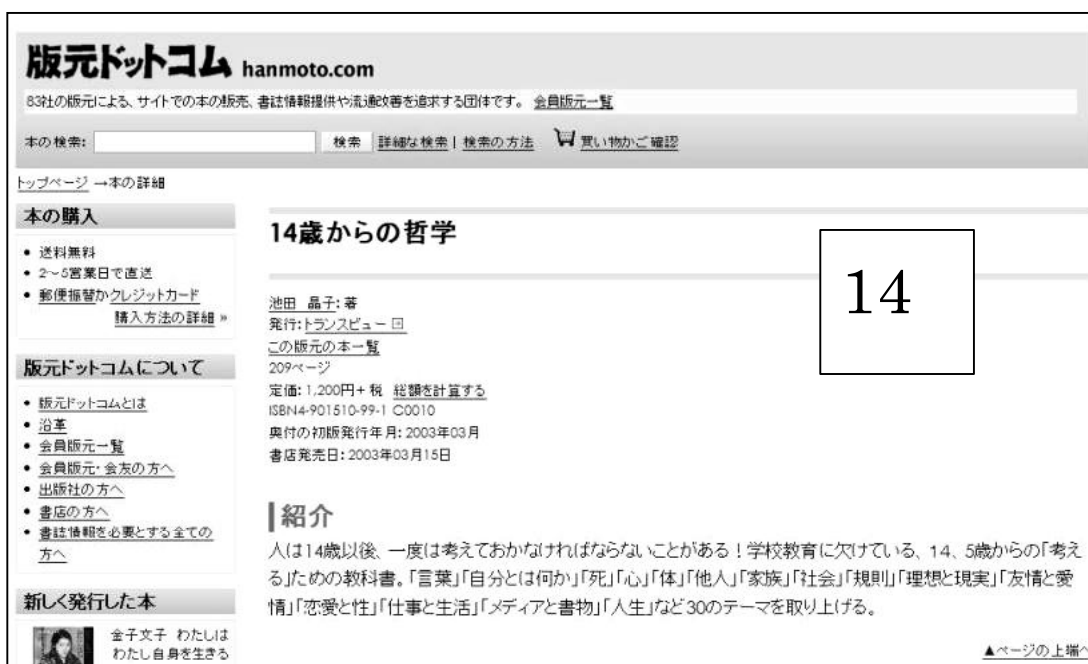 版元ドットコム hanmoto.com
83社の版元による、サイトでの本の販売、書誌情報提供や流通改善を追求する団体です。 会員版元一覧
本の検索: 検索 詳細な検索 | 検索の方法 買い物かご確認
トップページ →本の詳細
本の購入
• 送料無料
• 2〜5営業日で直送
• 郵便振替かクレジットカード
購入方法の詳細 »
版元ドットコムについて
• 版元ドットコムとは
• 沿革
• 会員版元一覧
• 会員版元・会友の方へ
• 出版社の方へ
• 書店の方へ
• 書誌情報を必要とする全ての
方へ
新しく発行した本
金子文子 わたしは
わたし自身を生きる
14歳からの哲学
14
池田 晶子:著
発行:トランスビュー
この版元の本一覧
209ページ
定価:1,200円+税 総額を計算する
ISBN4-901510-99-1 C0010
奥付の初版発行年月:2003年03月
書店発売日:2003年03月15日
紹介
人は14歳以後、一度は考えておかなければならないことがある!学校教育に欠けている、14、5歳からの「考え
る」ための教科書。「言葉」「自分とは何か」「死」「心」「体」「他人」「家族」「社会」「規則」「理想と現実」「友情と愛
情」「恋愛と性」「仕事と生活」「メディアと書物」「人生」など30のテーマを取り上げる。
▲ページの上端へ